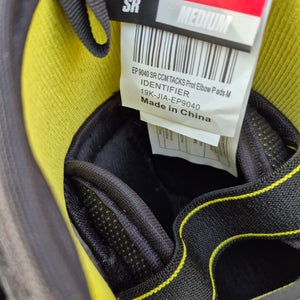 SR
MEDIUM
EP 9040 SR CCM TACKS Prot Elbow Pads M
IDENTIFIER
19K-JIA-EP9040
Made in China